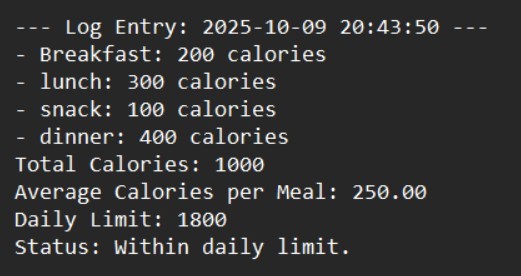 --- Log Entry: 2025-10-09 20:43:50 ---
- Breakfast: 200 calories
- lunch: 300 calories
- snack: 100 calories
- dinner: 400 calories
Total Calories: 1000
Average Calories per Meal: 250.00
Daily Limit: 1800
Status: Within daily limit.